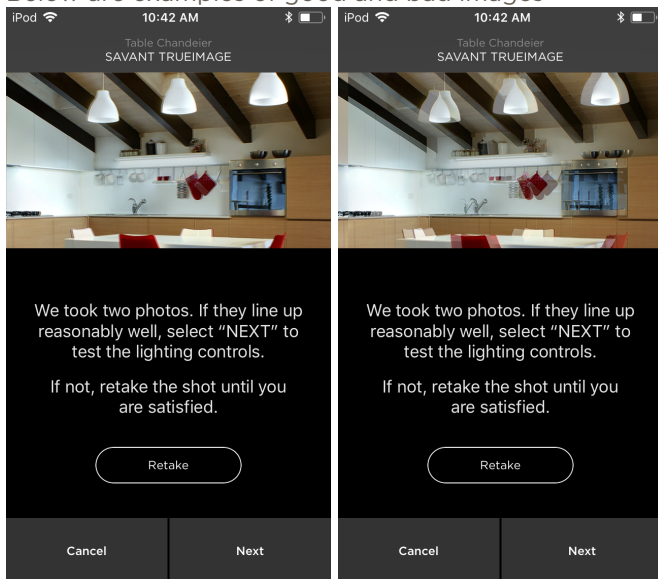 Below are examples of good and bad images
iPod 10:42 AM
Table Chandeier
SAVANT TRUEIMAGE
We took two photos. If they line up
reasonably well, select “NEXT” to
test the lighting controls.
If not, retake the shot until you
are satisfied.
Retake
Cancel Next
iPod 10:42 AM
Table Chandeier
SAVANT TRUEIMAGE
We took two photos. If they line up
reasonably well, select “NEXT” to
test the lighting controls.
If not, retake the shot until you
are satisfied.
Retake
Cancel Next